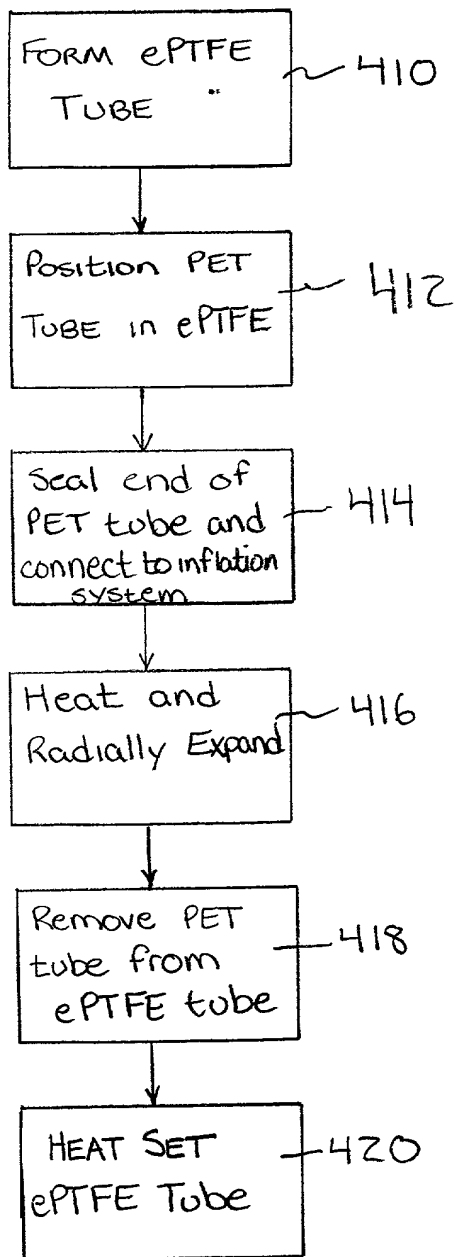 FORM ePTFE
TUBE
410
Position PET
TUBE in ePTFE
412
Seal end of
PET tube and
connect to inflation
system
414
Heat and
Radially Expand
416
Remove PET
tube from
ePTFE tube
418
HEAT SET
ePTFE Tube
420